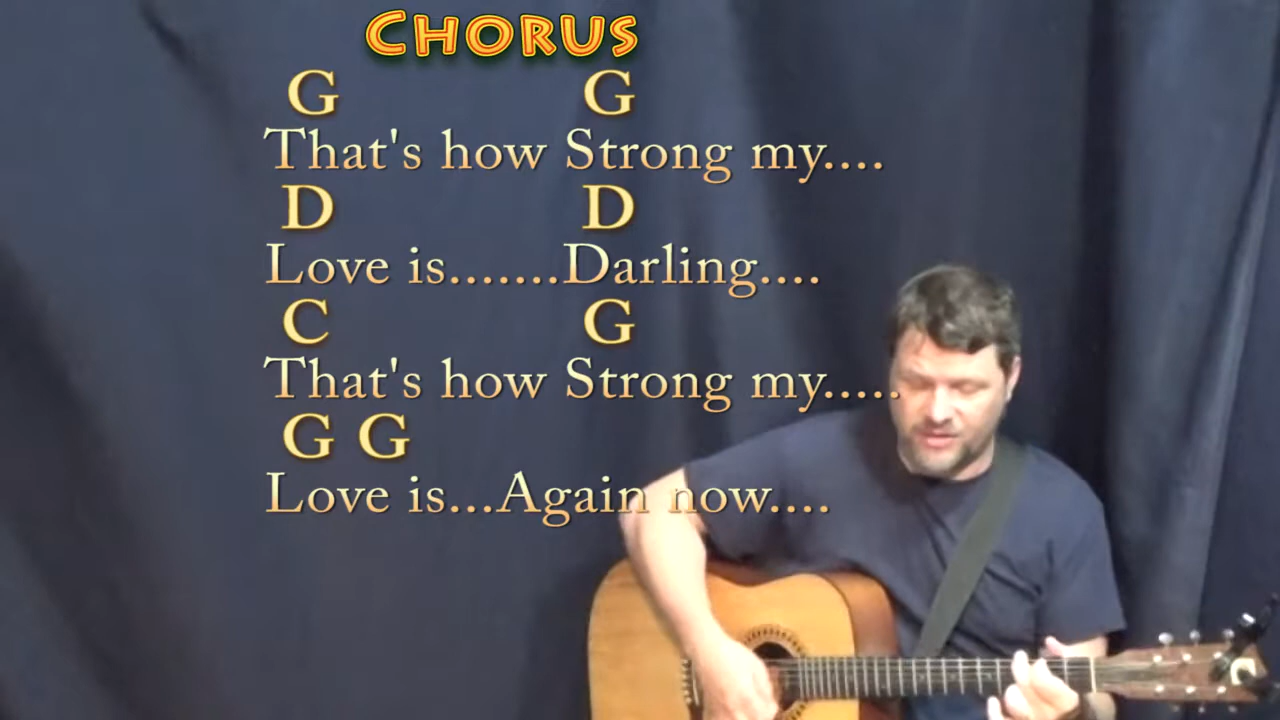 CHORUS
G G
That's how Strong my....
D D
Love is.......Darling....
C G
That's how Strong my.....
G G
Love is...Again now....